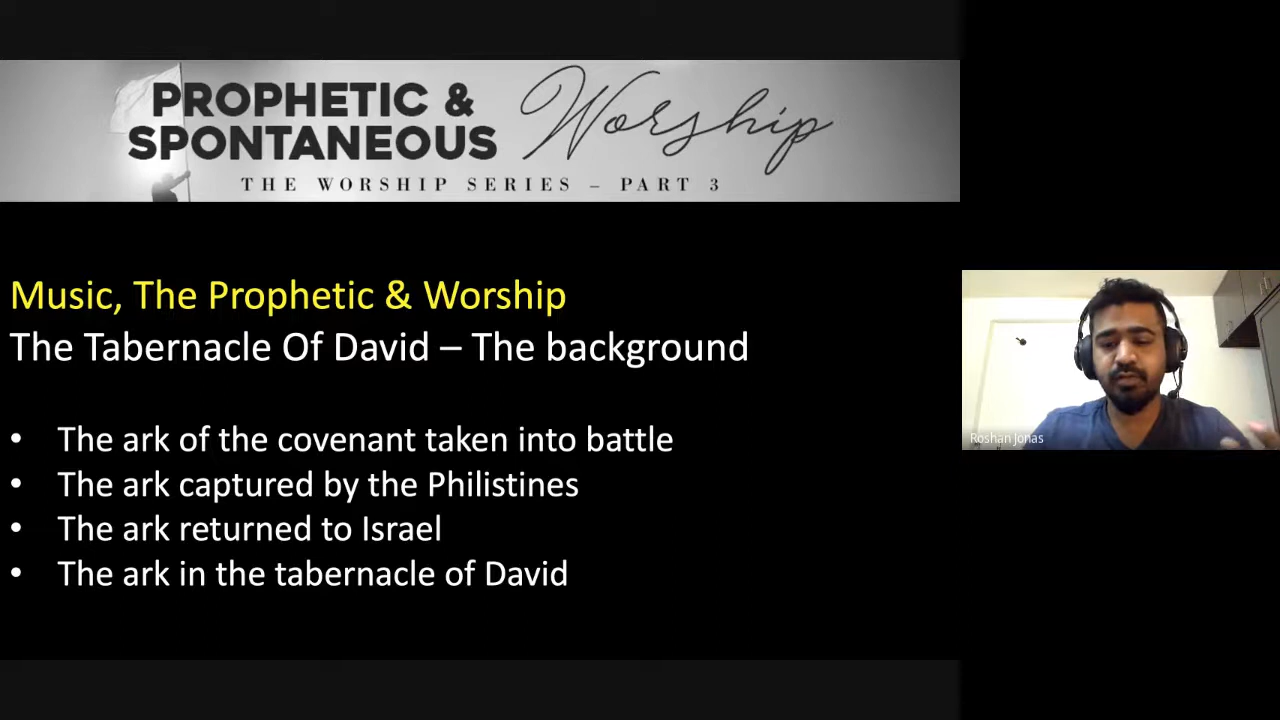 PROPHETIC &
SPONTANEOUS
Worship
THE WORSHIP SERIES – PART 3
Music, The Prophetic & Worship
The Tabernacle Of David – The background
• The ark of the covenant taken into battle
• The ark captured by the Philistines
• The ark returned to Israel
• The ark in the tabernacle of David
Roshan Jonas